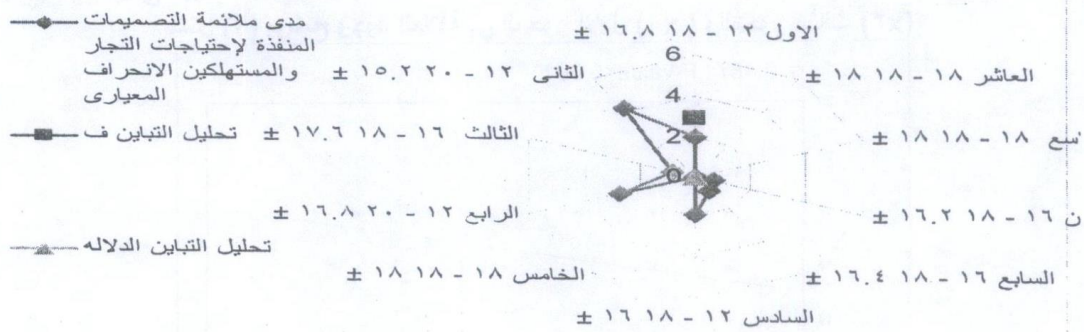 مدى ملائمة التصميمات
المنفذة لإحتياجات التجار
والمستهلكين الانحراف
المعيارى
تحليل التباين ف
تحليل التباين الدلاله
الاول ١٢ - ١٨ ١٦.٨ ±
الثانى ١٢ - ٢٠ ١٥.٢ ±
الثالث ١٦ - ١٨ ١٧.٦ ±
الرابع ١٢ - ٢٠ ١٦.٨ ±
الخامس ١٨ - ١٨ ١٨ ±
السادس ١٢ - ١٨ ١٦ ±
السابع ١٦ - ١٨ ١٦.٤ ±
ن ١٦ - ١٨ ١٦.٢ ±
سع ١٨ - ١٨ ١٨ ±
العاشر ١٨ - ١٨ ١٨ ±
6
4
2
0